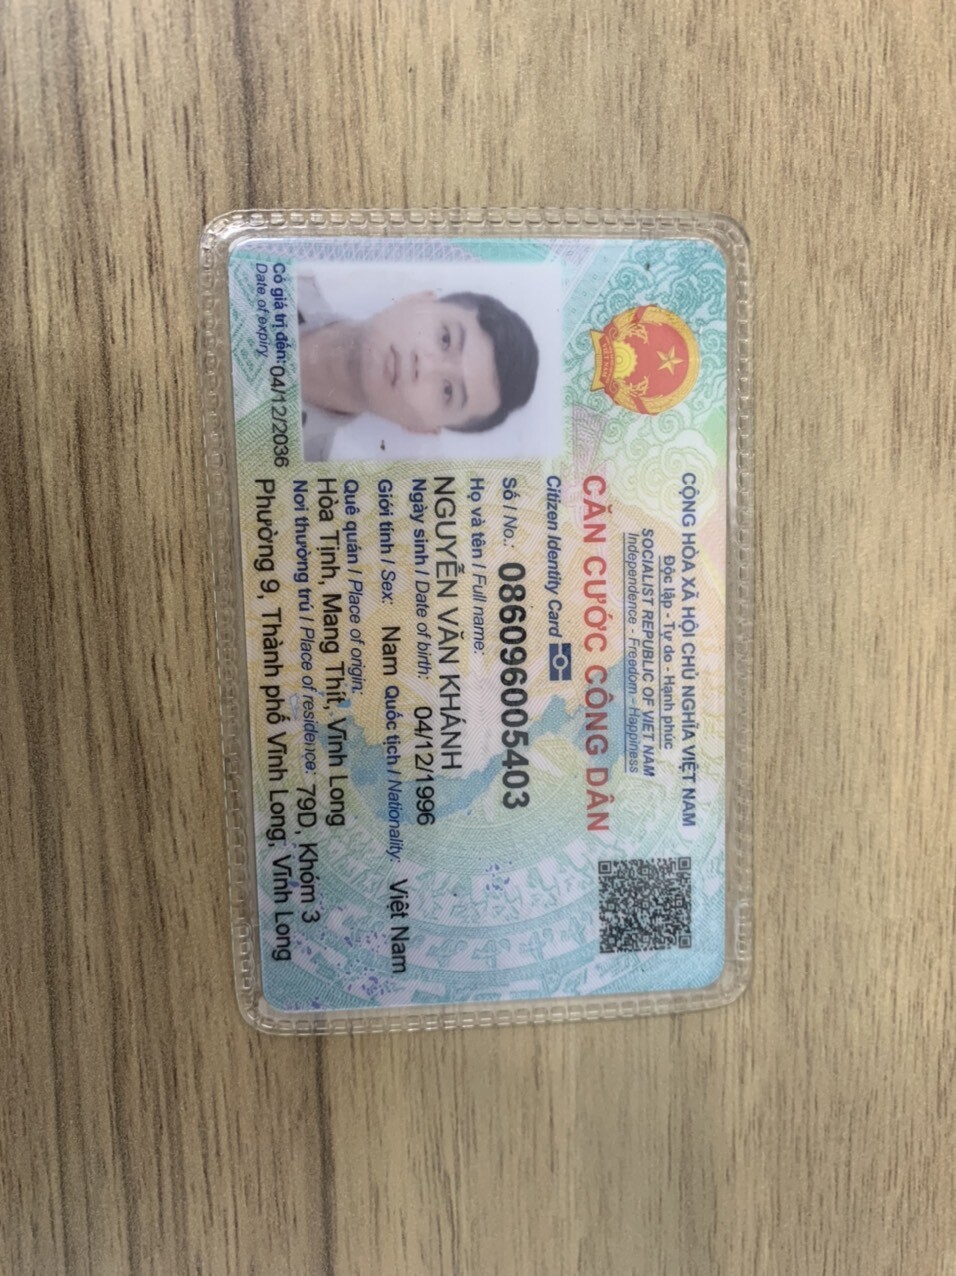 CỘNG HÒA XÃ HỘI CHỦ NGHĨA VIỆT NAM
Độc lập - Tự do - Hạnh phúc
SOCIALIST REPUBLIC OF VIET NAM
Independence - Freedom - Happiness
CĂN CƯỚC CÔNG DÂN
Citizen Identity Card
Số / No.: 086096005403
Họ và tên / Full name:
NGUYỄN VĂN KHÁNH
Ngày sinh / Date of birth: 04/12/1996
Giới tính / Sex: Nam Quốc tịch / Nationality: Việt Nam
Quê quán / Place of origin:
Hòa Tịnh, Mang Thít, Vĩnh Long
Nơi thường trú / Place of residence: 79D, Khóm 3
Phường 9, Thành phố Vĩnh Long, Vĩnh Long
Có giá trị đến: 04/12/2036
Date of expiry
VIỆT NAM